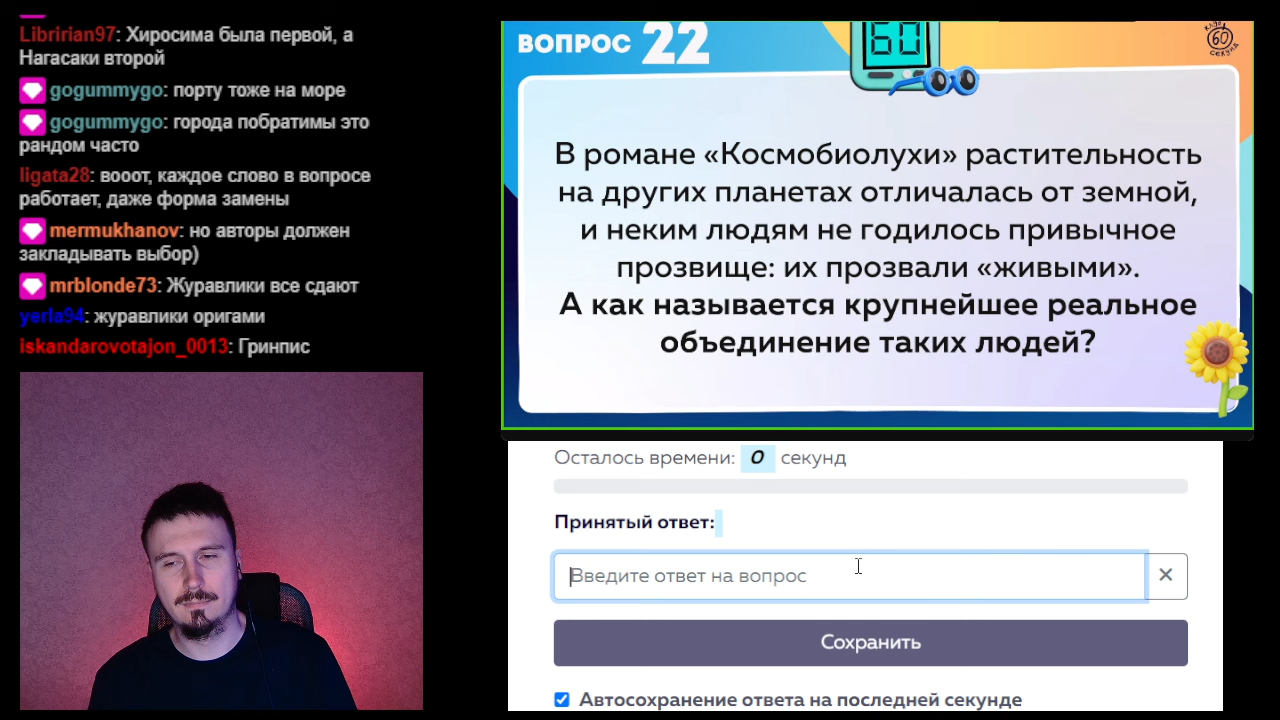 Libririan97: Хиросима была первой, а
Нагасаки второй
gogummygo: порту тоже на море
gogummygo: города побратимы это
рандом часто
ligata28: вооот, каждое слово в вопросе
работает, даже форма замены
mermukhanov: но авторы должен
закладывать выбор)
mrblonde73: Журавлики все сдают
yerla94: журавлики оригами
iskandarovotajon_0013: Гринпис
ВОПРОС 22
60
КЛУБ
60
СЕКУНД
В романе «Космобиолухи» растительность
на других планетах отличалась от земной,
и неким людям не годилось привычное
прозвище: их прозвали «живыми».
А как называется крупнейшее реальное
объединение таких людей?
Осталось времени: 0 секунд
Принятый ответ:
Введите ответ на вопрос
Сохранить
Автосохранение ответа на последней секунде